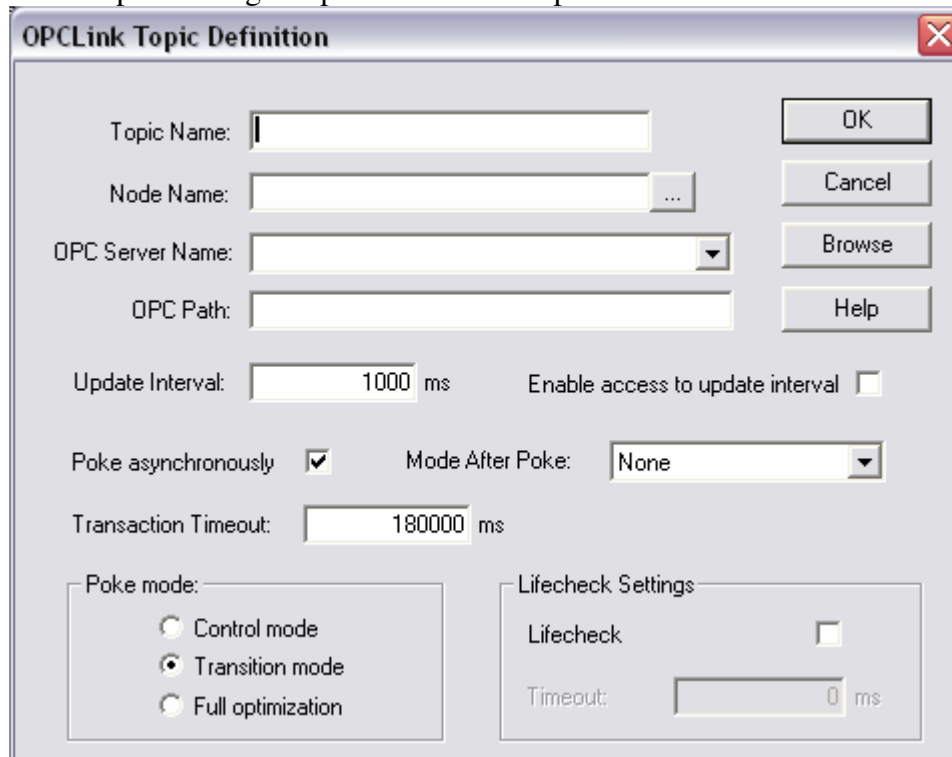 OPCLink Topic Definition
Topic Name:
OK
Node Name:
...
Cancel
OPC Server Name:
Browse
OPC Path:
Help
Update Interval: 1000 ms
Enable access to update interval
Poke asynchronously
Mode After Poke: None
Transaction Timeout: 180000 ms
Poke mode:
Control mode
Transition mode
Full optimization
Lifecheck Settings
Lifecheck
Timeout: 0 ms